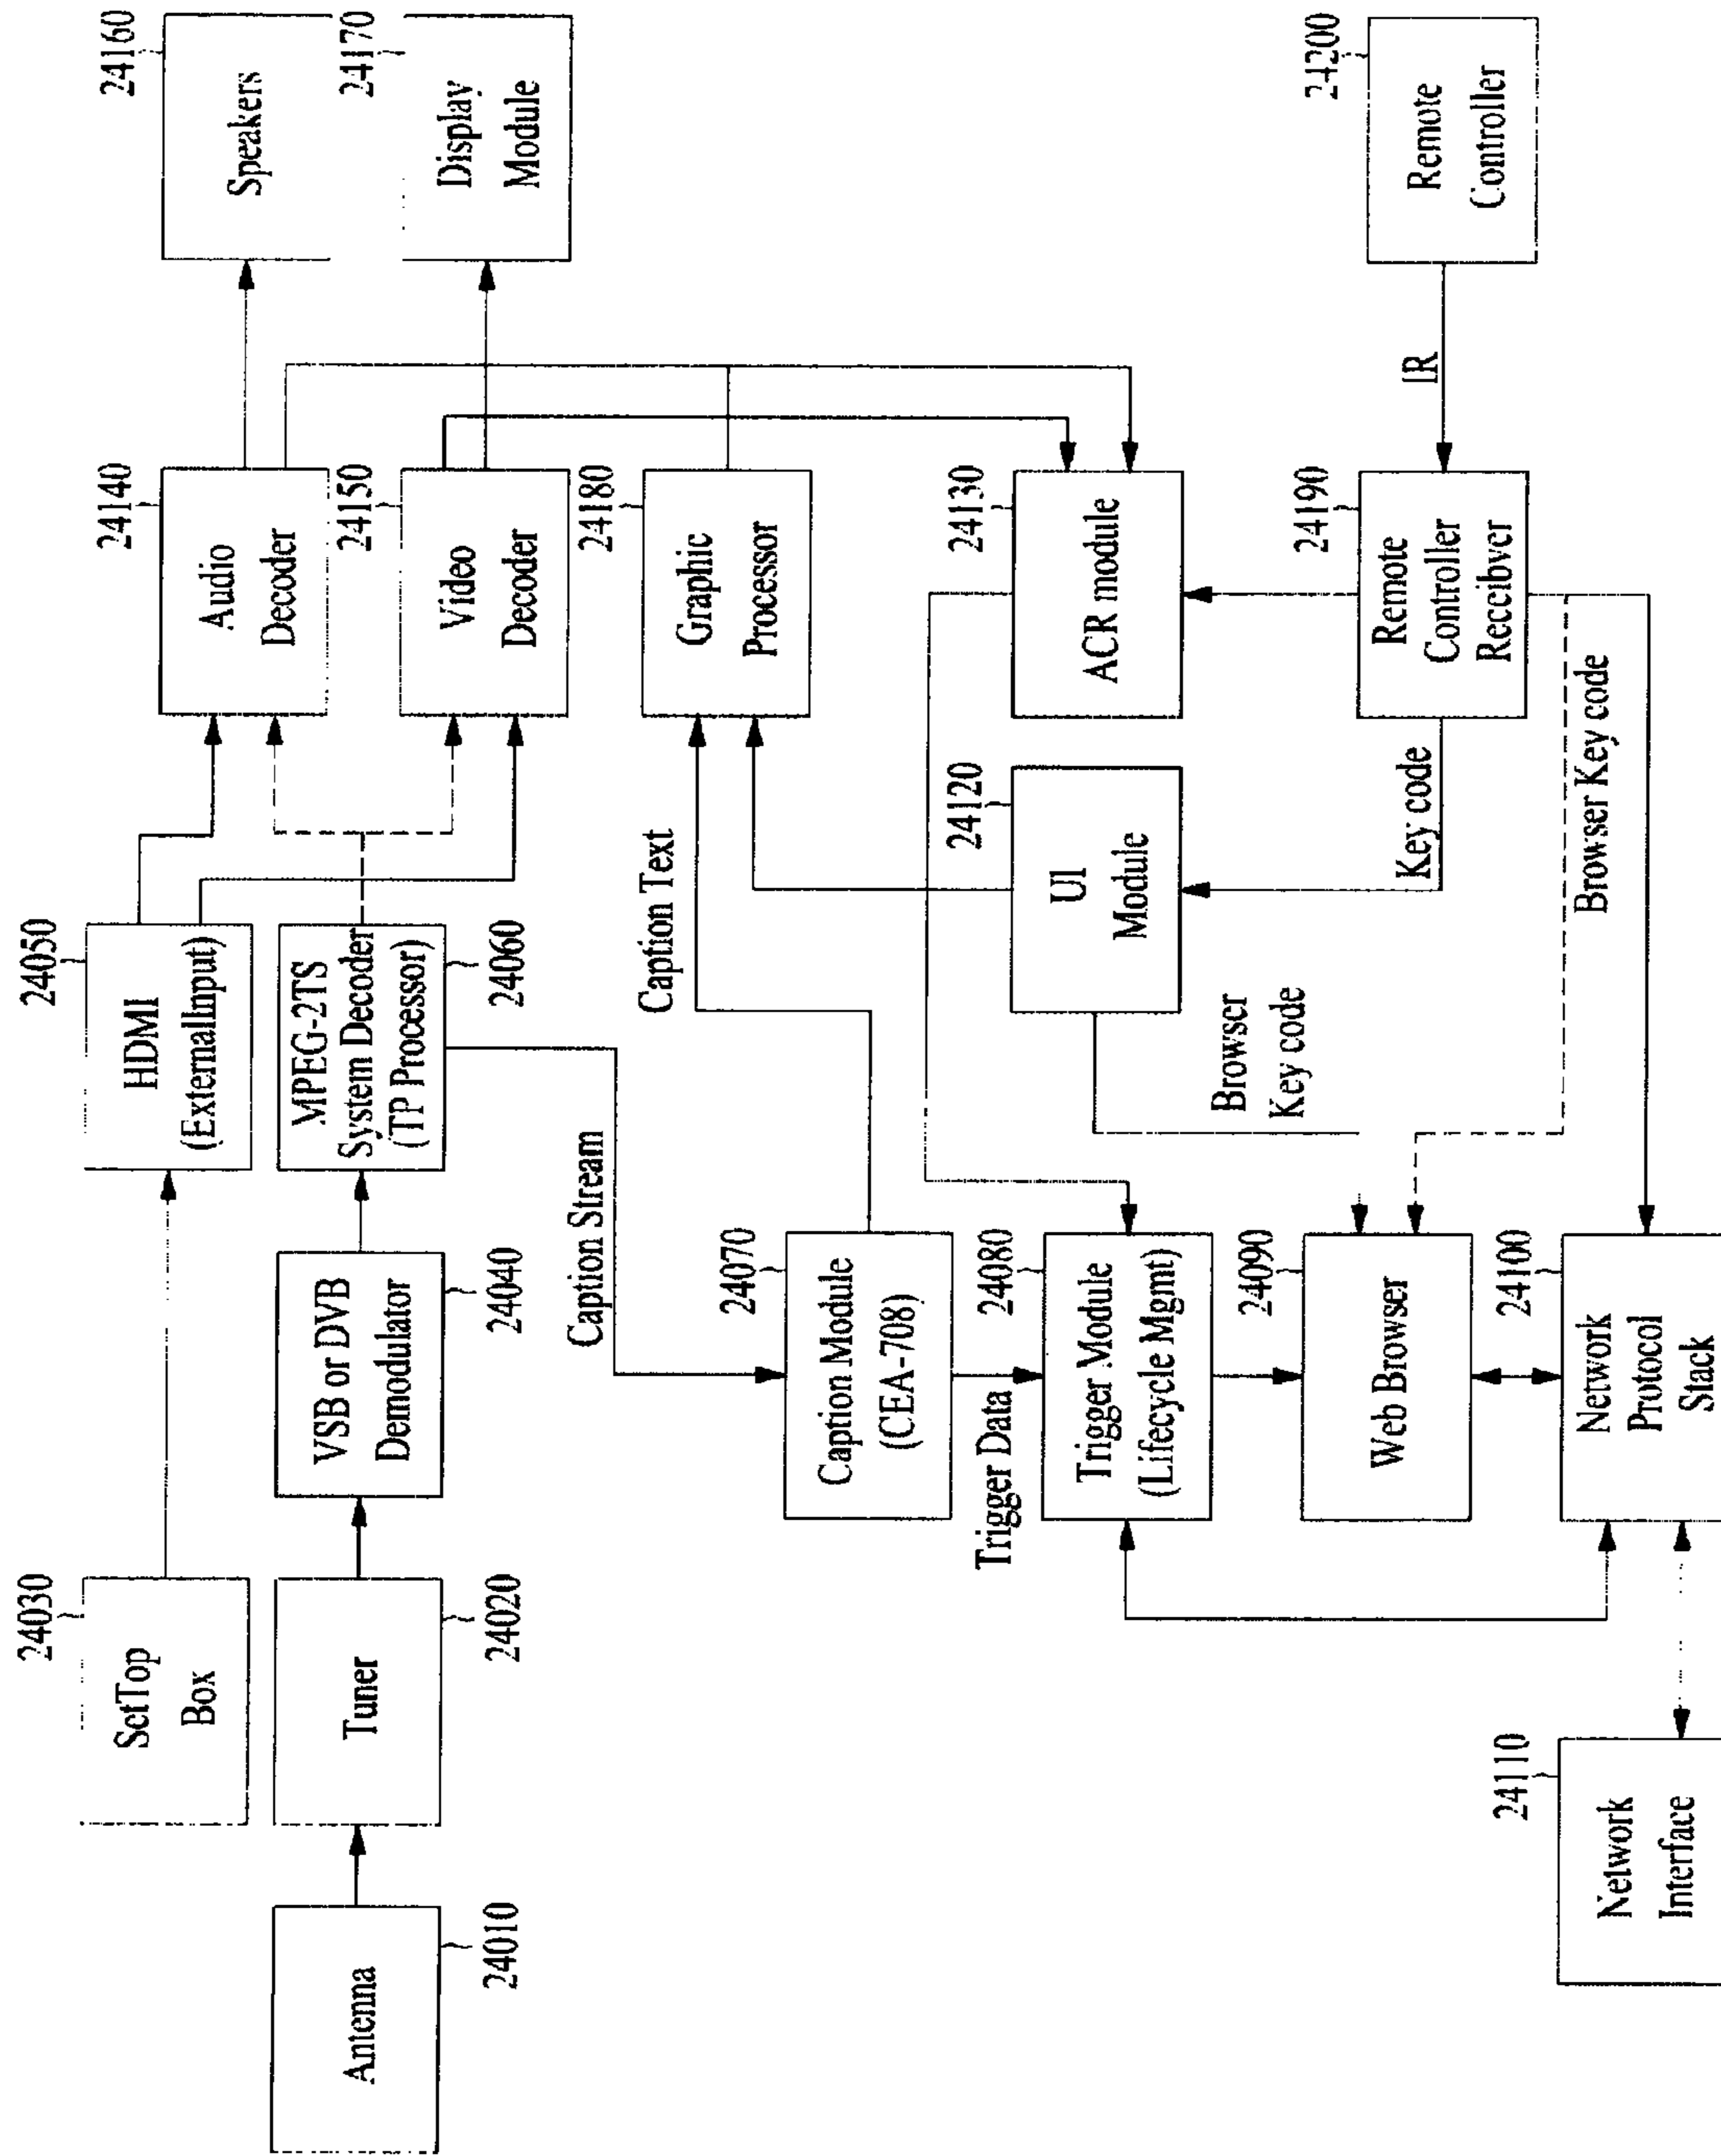 24030
SetTop
Box
24050
HDMI
(ExternalInput)
24140
Audio
Decoder
24160
Speakers
Antenna
24010
Tuner
24020
VSB or DVB
Demodulator
24040
MPEG-2TS
System Decoder
(TP Processor)
24060
24150
Video
Decoder
24170
Display
Module
Caption Stream
Caption Text
24180
Graphic
Processor
24070
Caption Module
(CEA-708)
Trigger Data
24080
Trigger Module
(Lifecycle Mgmt)
24120
UI
Module
24130
ACR module
Browser
Key code
24090
Web Browser
Key code
24190
Remote
Controller
Recibver
IR
24200
Remote
Controller
Browser Key code
24110
Network
Interface
24100
Network
Protocol
Stack